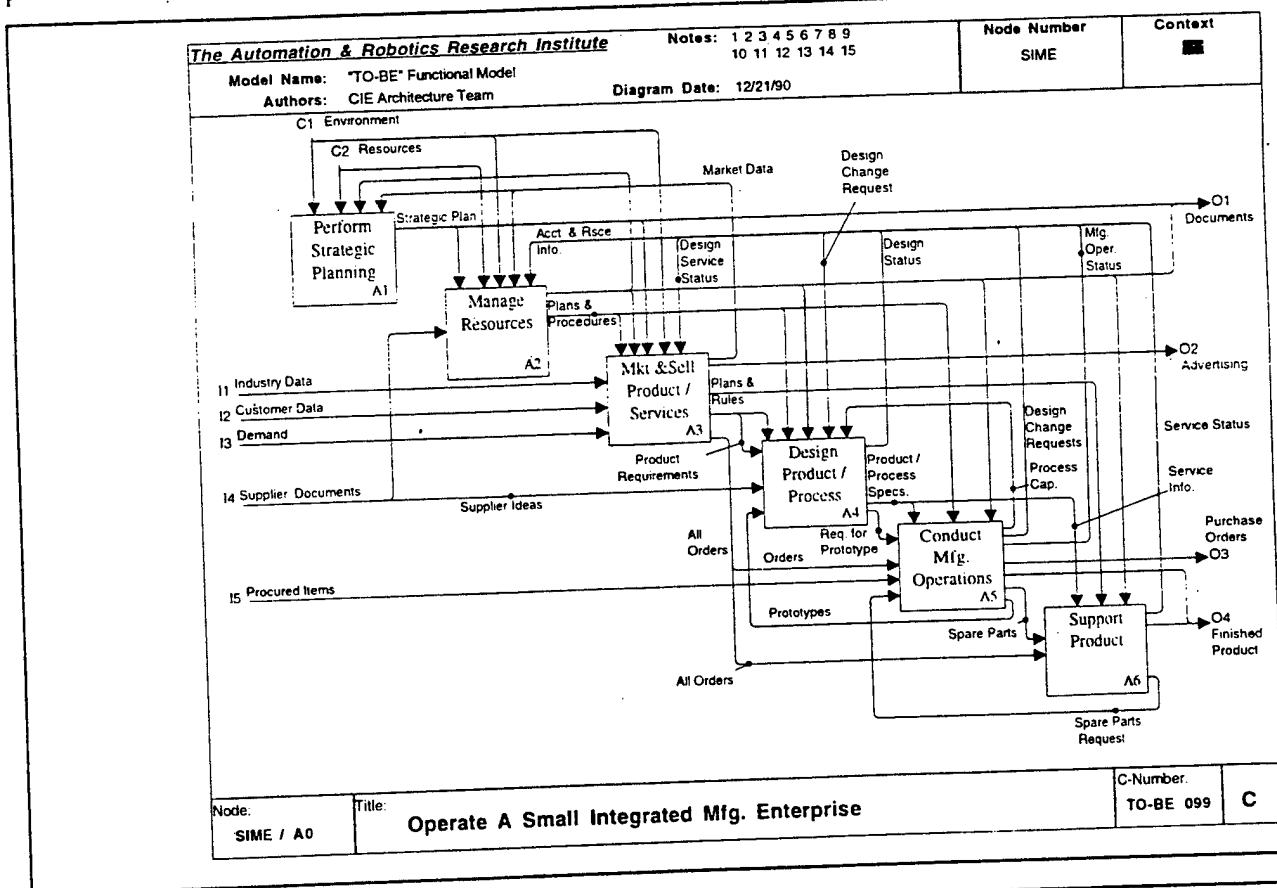 The Automation & Robotics Research Institute
Notes: 1 2 3 4 5 6 7 8 9
10 11 12 13 14 15
Node Number
SIME
Context
Model Name: "TO-BE" Functional Model
Authors: CIE Architecture Team
Diagram Date: 12/21/90
C1 Environment
C2 Resources
Market Data
Design
Change
Request
Perform
Strategic
Planning
A1
Strategic Plan
O1
Documents
Acct & Rsce
Info.
Design
Service
Status
Design
Status
Mfg.
Oper.
Status
Manage
Resources
A2
Plans &
Procedures
Mkt &Sell
Product /
Services
A3
O2
Advertising
I1 Industry Data
I2 Customer Data
I3 Demand
Plans &
Rules
Design
Change
Requests
Service Status
Product
Requirements
Design
Product /
Process
A4
Product /
Process
Specs.
Process
Cap.
Service
Info.
I4 Supplier Documents
Supplier Ideas
All
Orders
Orders
Req. for
Prototype
Conduct
Mfg.
Operations
A5
Purchase
Orders
O3
I5 Procured Items
Prototypes
Spare Parts
Support
Product
A6
O4
Finished
Product
All Orders
Spare Parts
Request
Node:
SIME / A0
Title:
Operate A Small Integrated Mfg. Enterprise
C-Number.
TO-BE 099
C